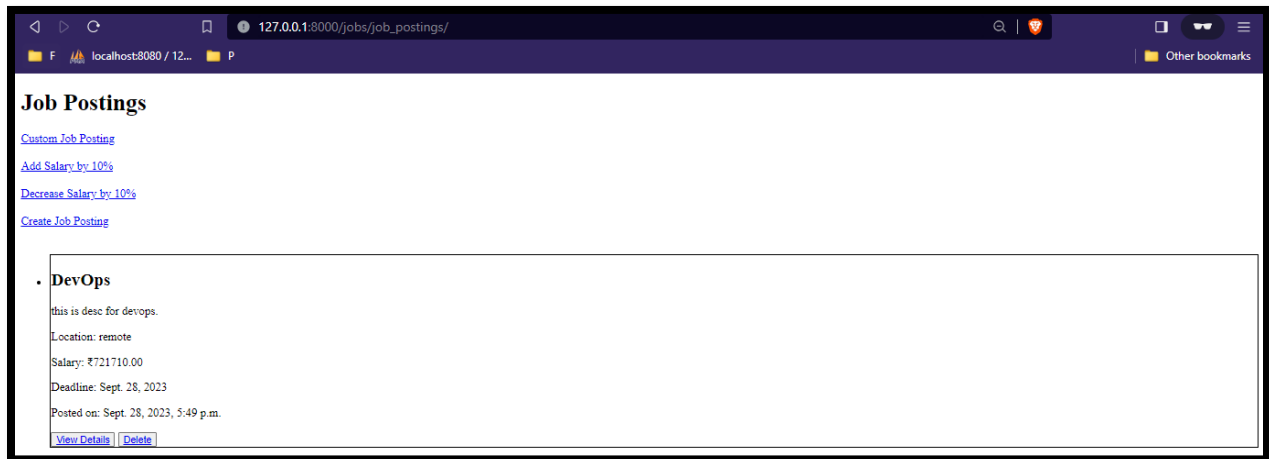 127.0.0.1:8000/jobs/job_postings/
F localhost:8080 / 12... P Other bookmarks
Job Postings
Custom Job Posting
Add Salary by 10%
Decrease Salary by 10%
Create Job Posting
DevOps
this is desc for devops.
Location: remote
Salary: ₹721710.00
Deadline: Sept. 28, 2023
Posted on: Sept. 28, 2023, 5:49 p.m.
View Details Delete